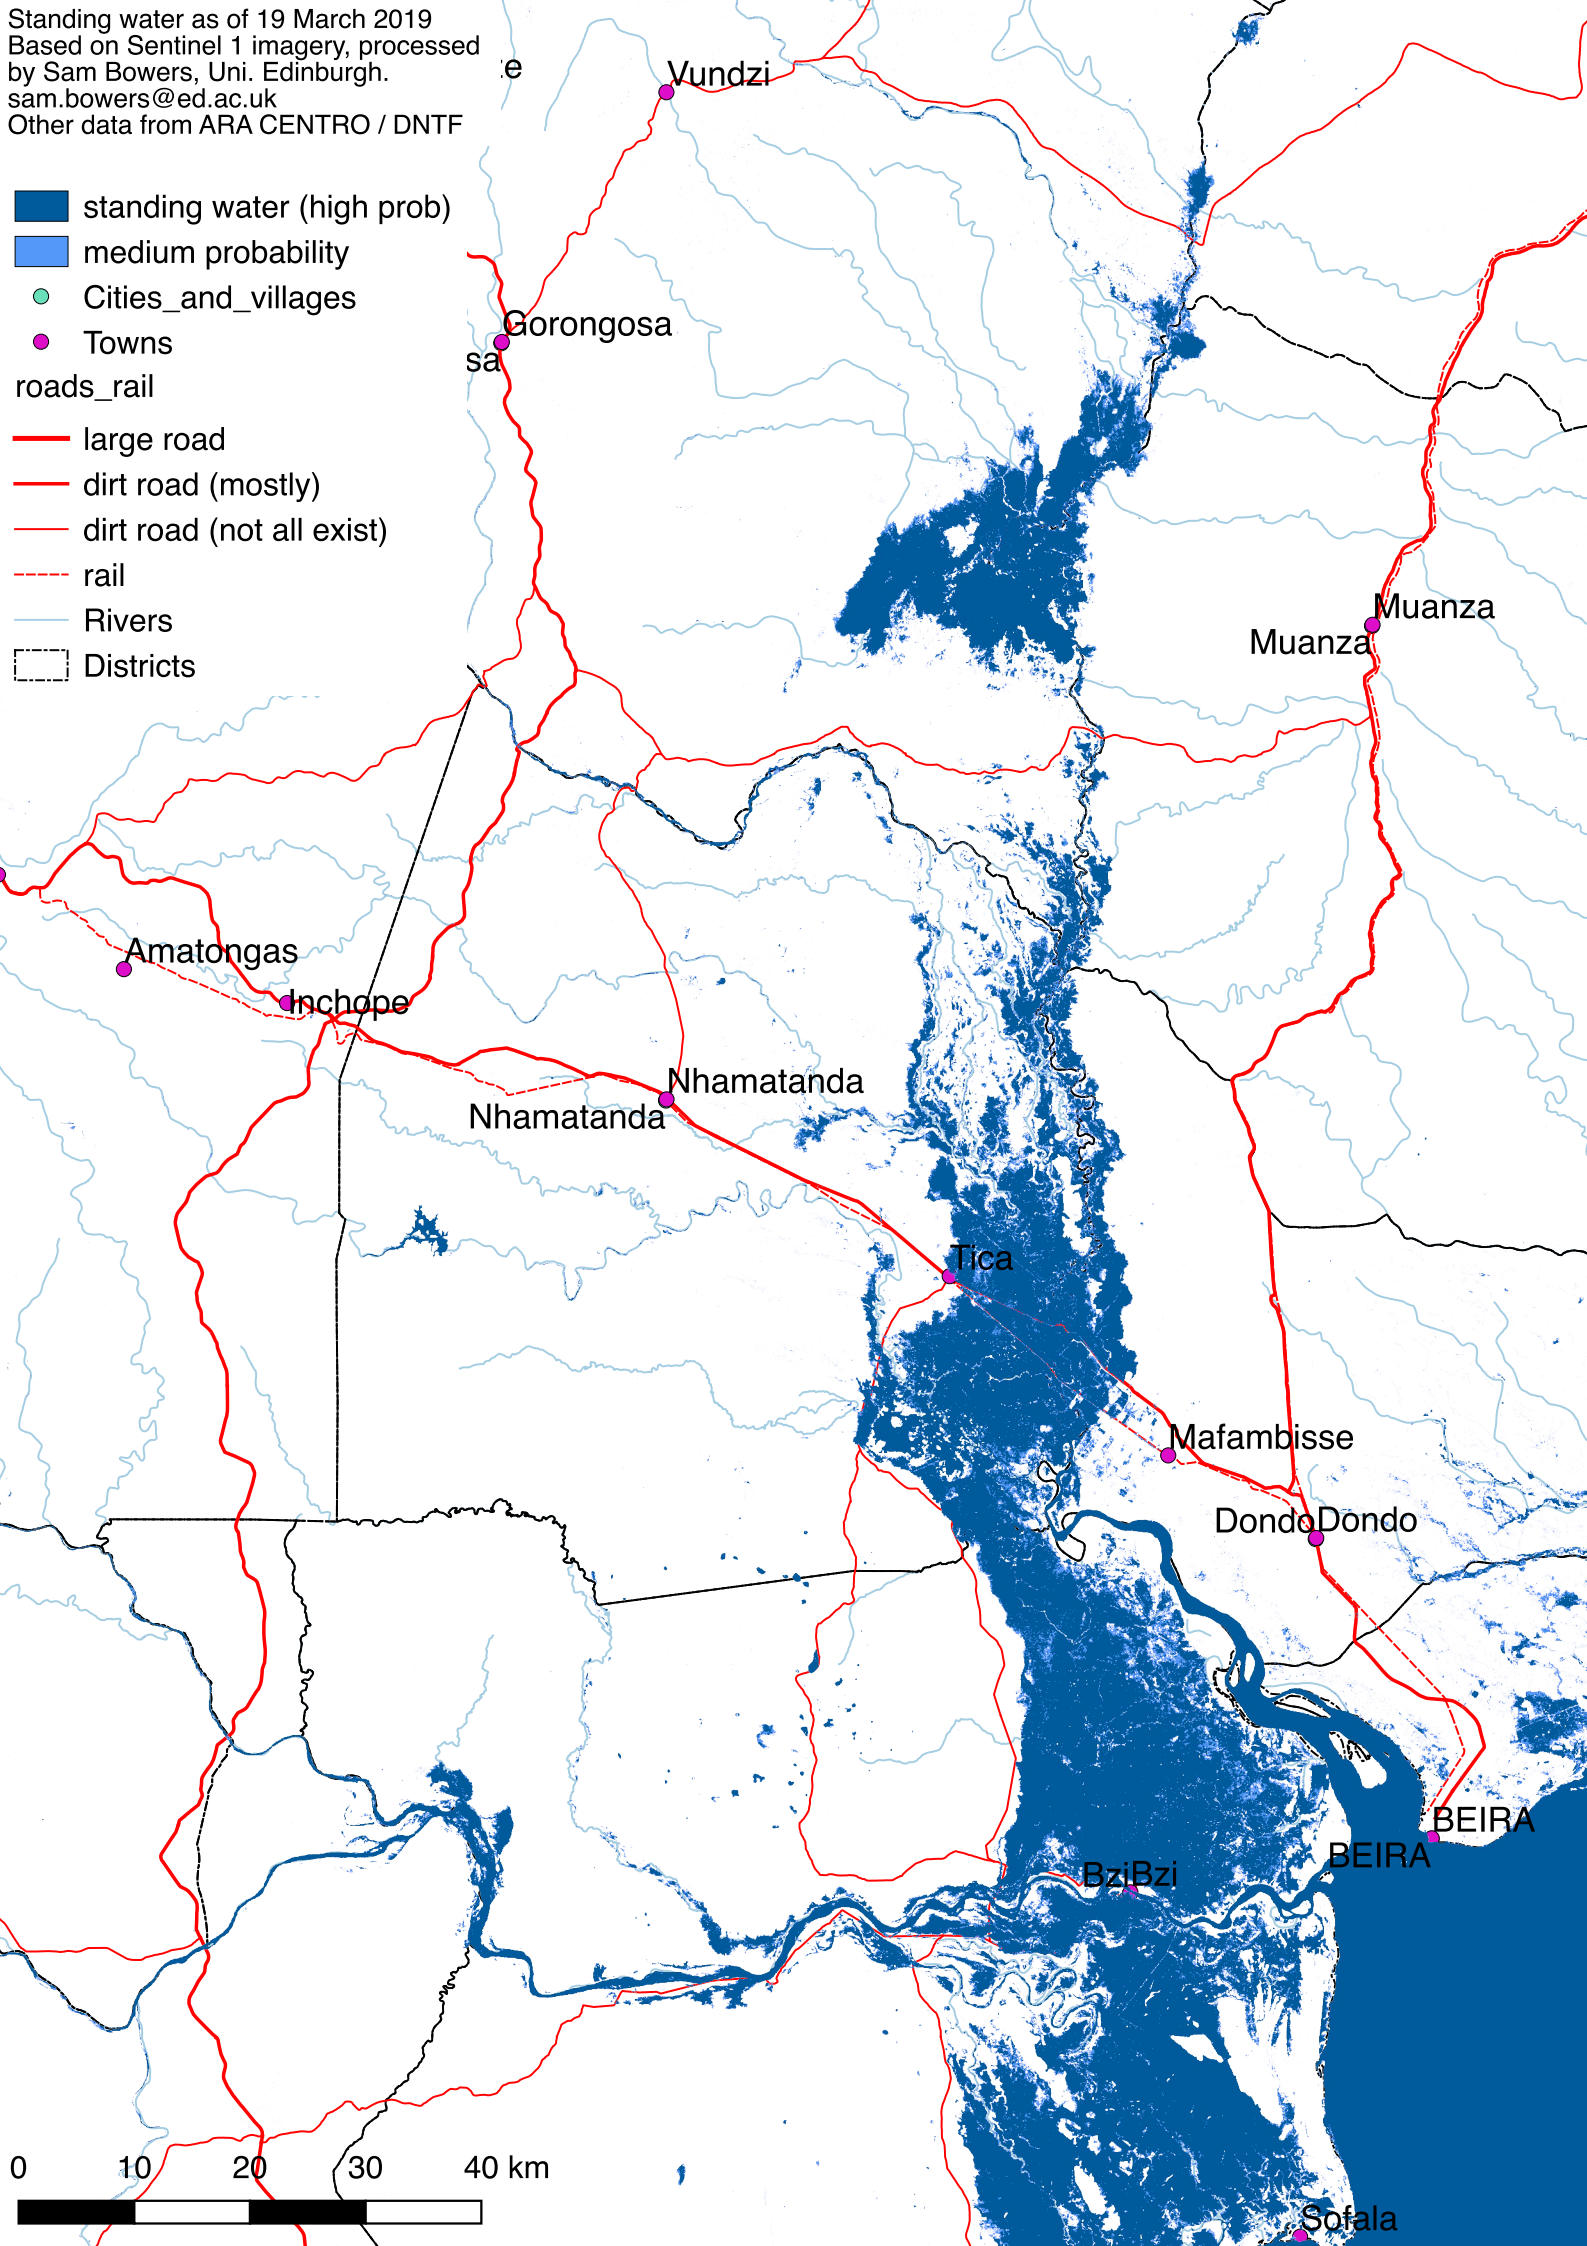 Standing water as of 19 March 2019
Based on Sentinel 1 imagery, processed
by Sam Bowers, Uni. Edinburgh.
sam.bowers@ed.ac.uk
Other data from ARA CENTRO / DNTF
standing water (high prob)
medium probability
Cities_and_villages
Towns
roads_rail
large road
dirt road (mostly)
dirt road (not all exist)
rail
Rivers
Districts
Vundzi
Gorongosa
sa
Muanza
Muanza
Amatongas
Inchope
Nhamatanda
Nhamatanda
Tica
Mafambisse
DondoDondo
BEIRA
BEIRA
BziBzi
Sofala
0 10 20 30 40 km